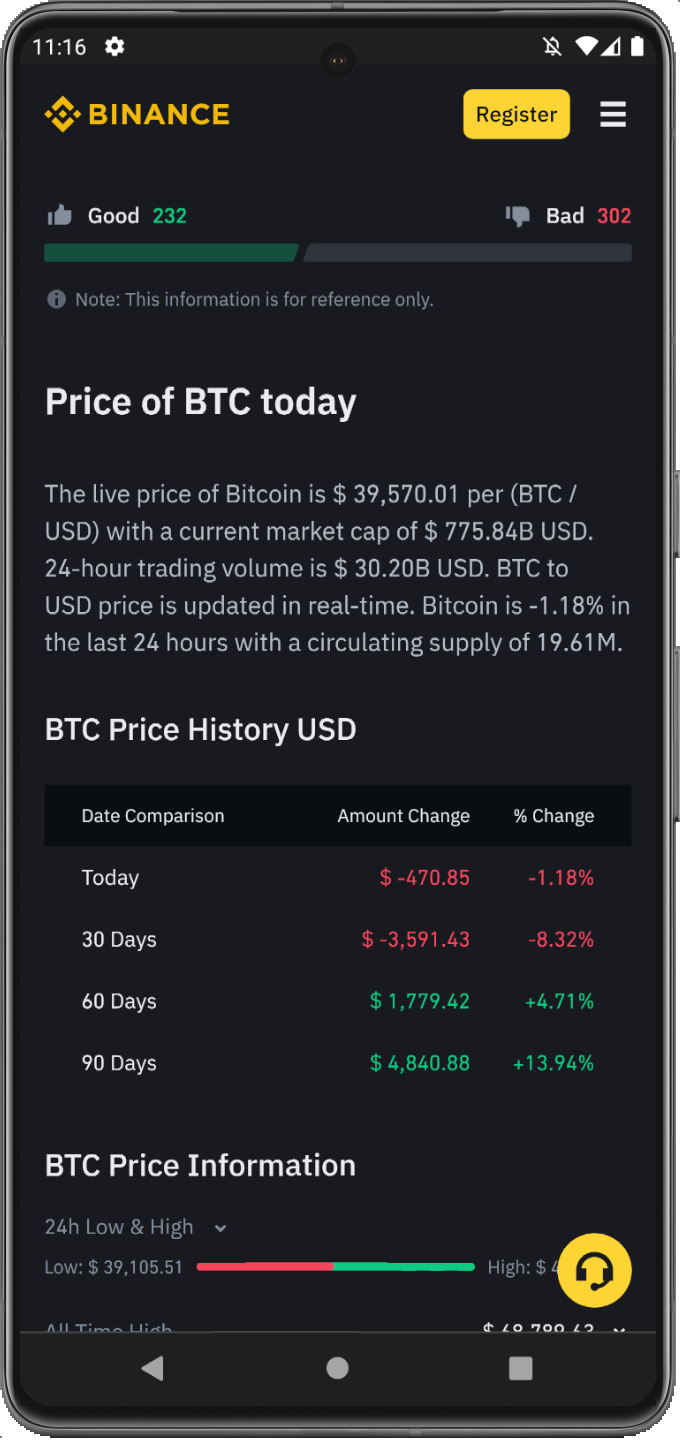 11:16
BINANCE
Register
Good 232
Bad 302
Note: This information is for reference only.
Price of BTC today
The live price of Bitcoin is $ 39,570.01 per (BTC /
USD) with a current market cap of $ 775.84B USD.
24-hour trading volume is $ 30.20B USD. BTC to
USD price is updated in real-time. Bitcoin is -1.18% in
the last 24 hours with a circulating supply of 19.61M.
BTC Price History USD
Date Comparison Amount Change % Change
Today $ -470.85 -1.18%
30 Days $ -3,591.43 -8.32%
60 Days $ 1,779.42 +4.71%
90 Days $ 4,840.88 +13.94%
BTC Price Information
24h Low & High
Low: $ 39,105.51 High: $
All Time High $ 68,789.63